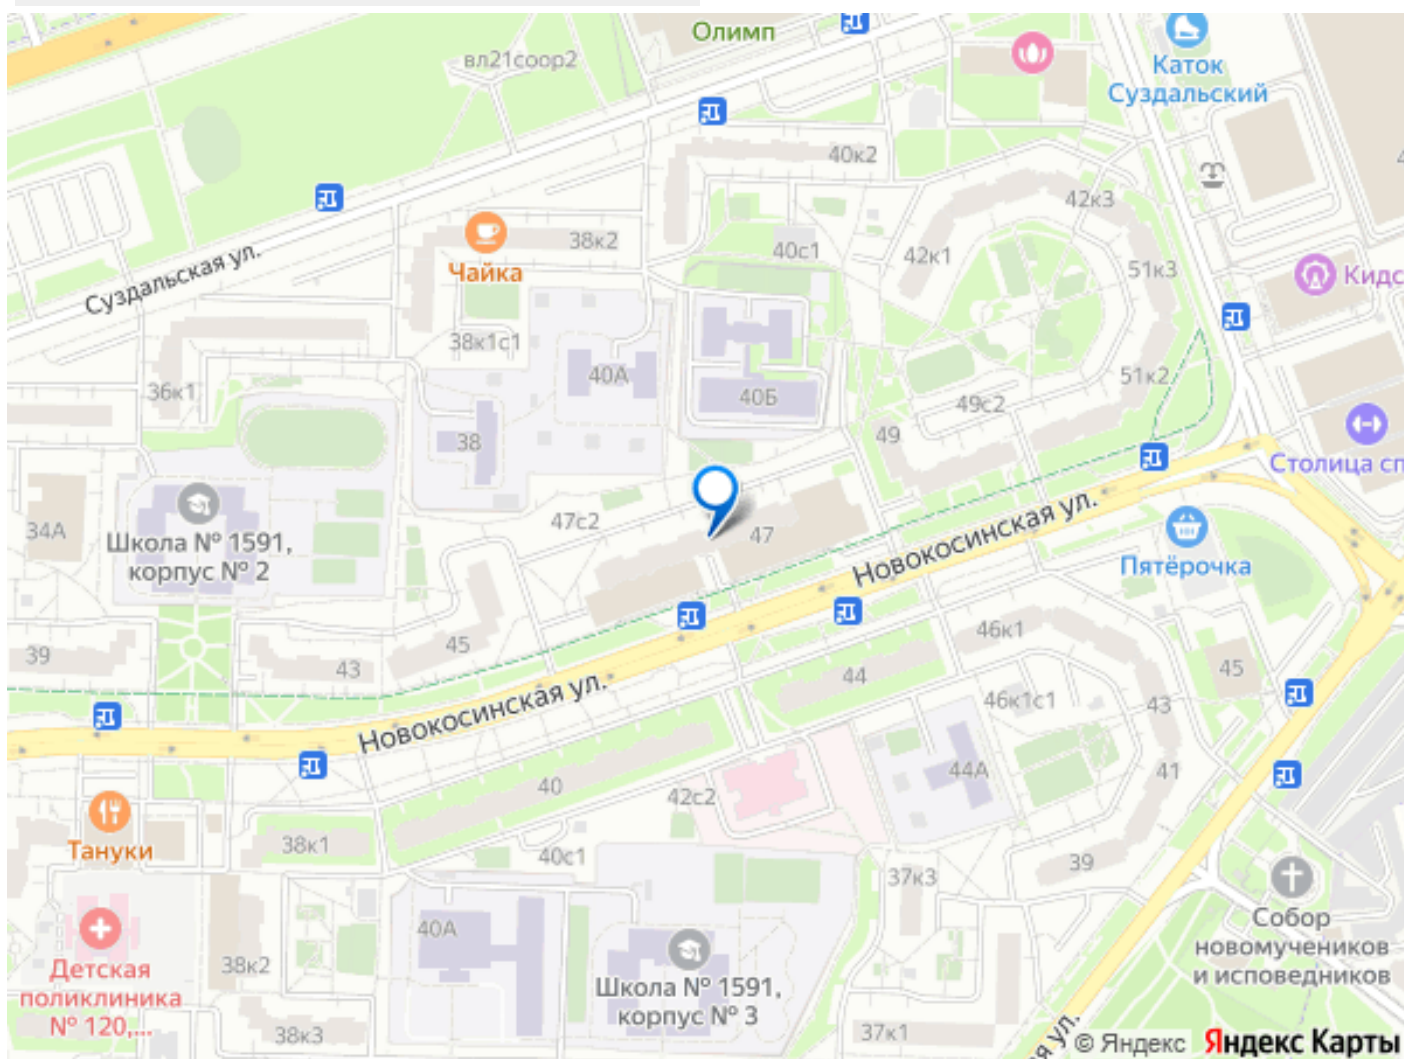 Олимп
вл21соор2
Каток
Суздальский
40к2
42к3
38к2
40с1
42к1
Чайка
51к3
Кидс
Суздальская ул.
38к1с1
40А
36к1
40Б
51к2
49с2
38
49
Столица сп
34А
47с2
47
Школа № 1591,
корпус № 2
Новокосинская ул.
Пятёрочка
39
43
45
46к1
44
45
46к1с1
43
Новокосинская ул.
40
42с2
44А
41
Тануки
38к1
40с1
37к3
39
Собор
новомучеников
и исповедников
40А
38к2
Детская
поликлиника
№ 120,...
Школа № 1591,
корпус № 3
38к3
37к1
ая ул.
© Яндекс Яндекс Карты